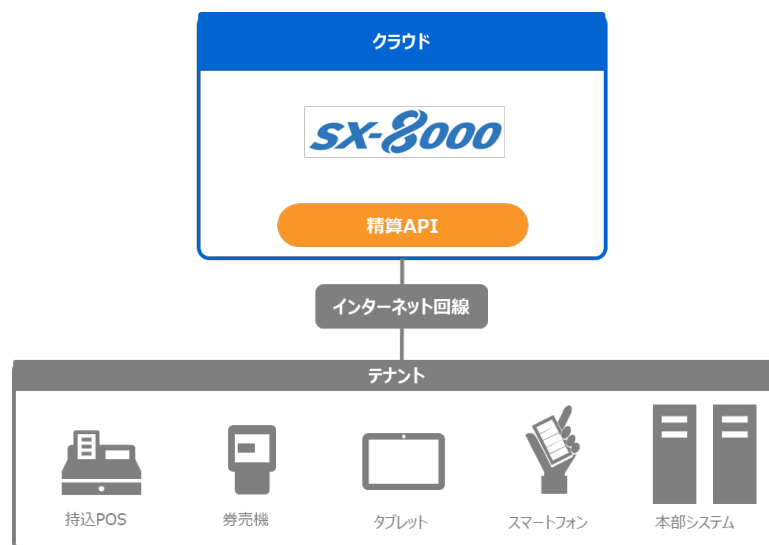 クラウド
SX-8000
精算API
インターネット回線
テナント
持込POS
券売機
タブレット
スマートフォン
本部システム